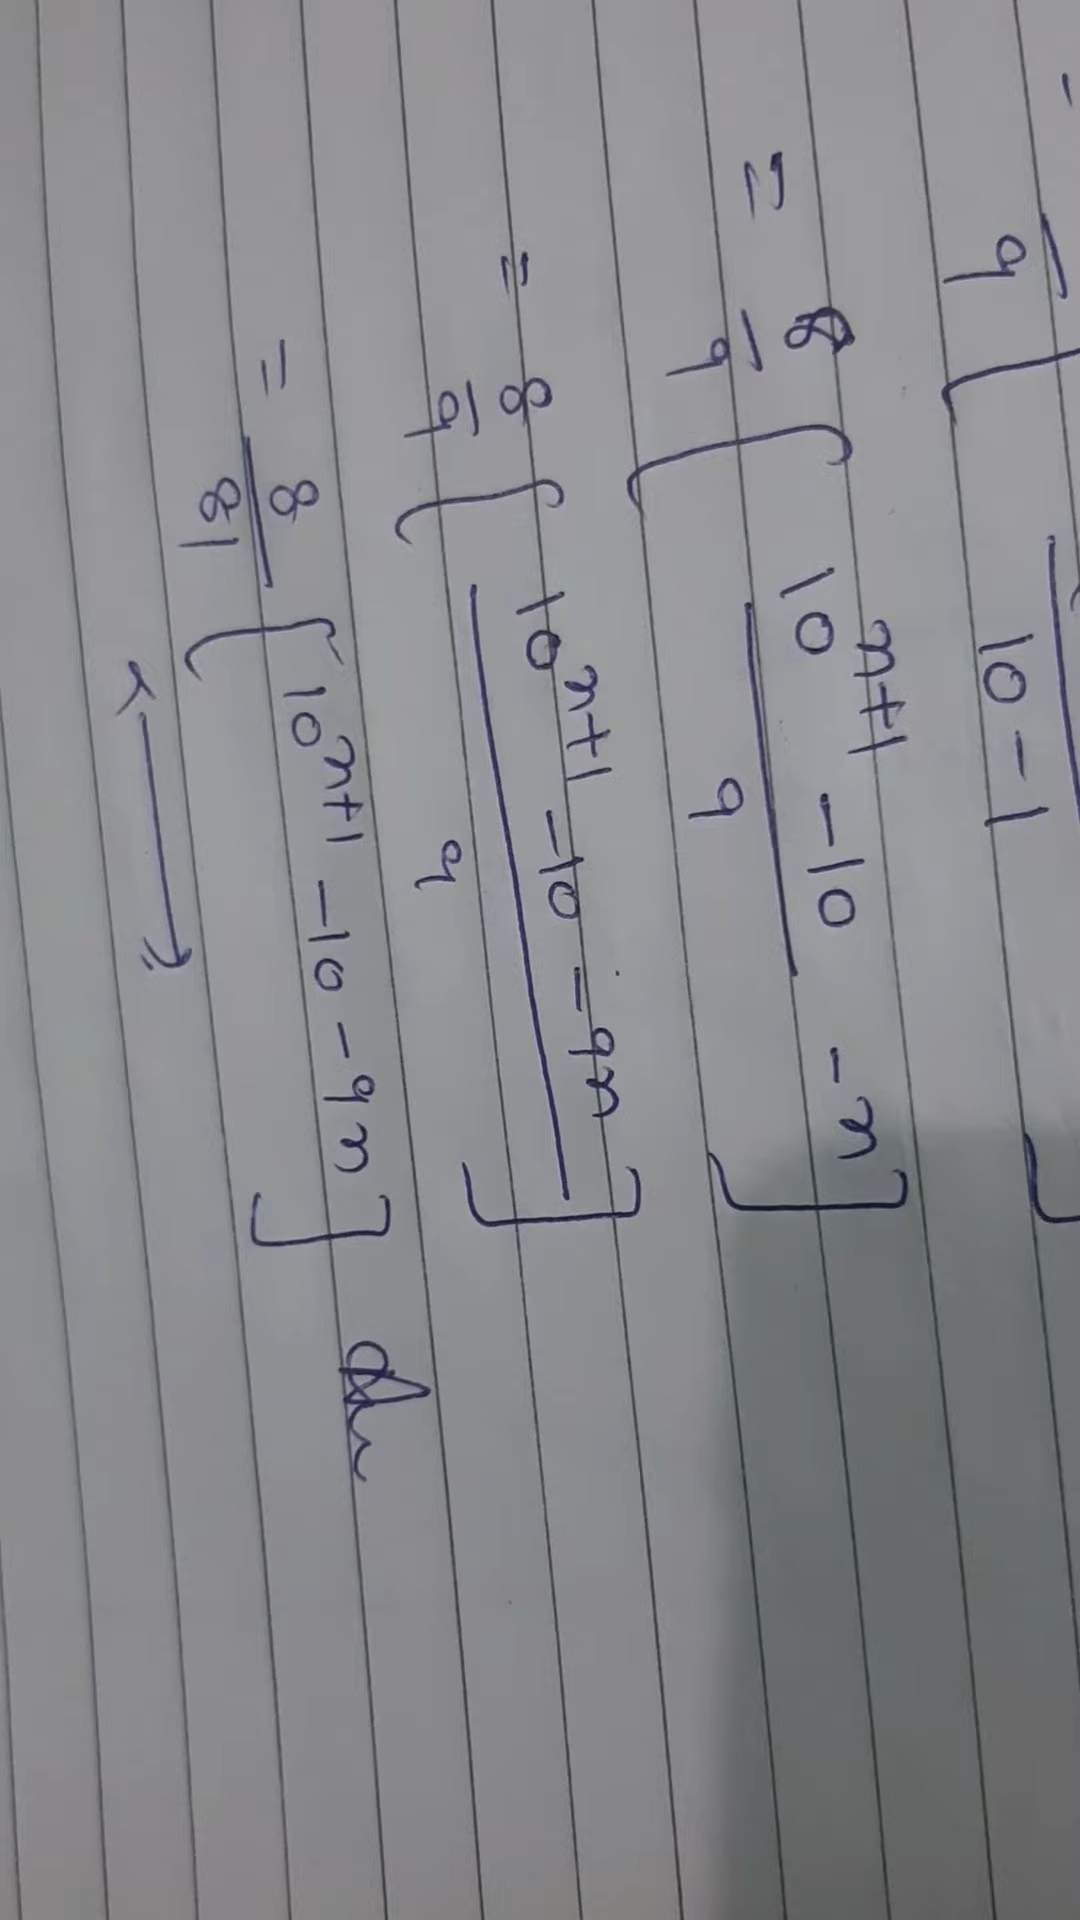 9 [ 10 - 1 ]
= 8/9 [ (10^{n+1} - 10)/9 - n ]
= 8/9 [ (10^{n+1} - 10 - 9n)/9 ]
= 8/81 [ 10^{n+1} - 10 - 9n ]